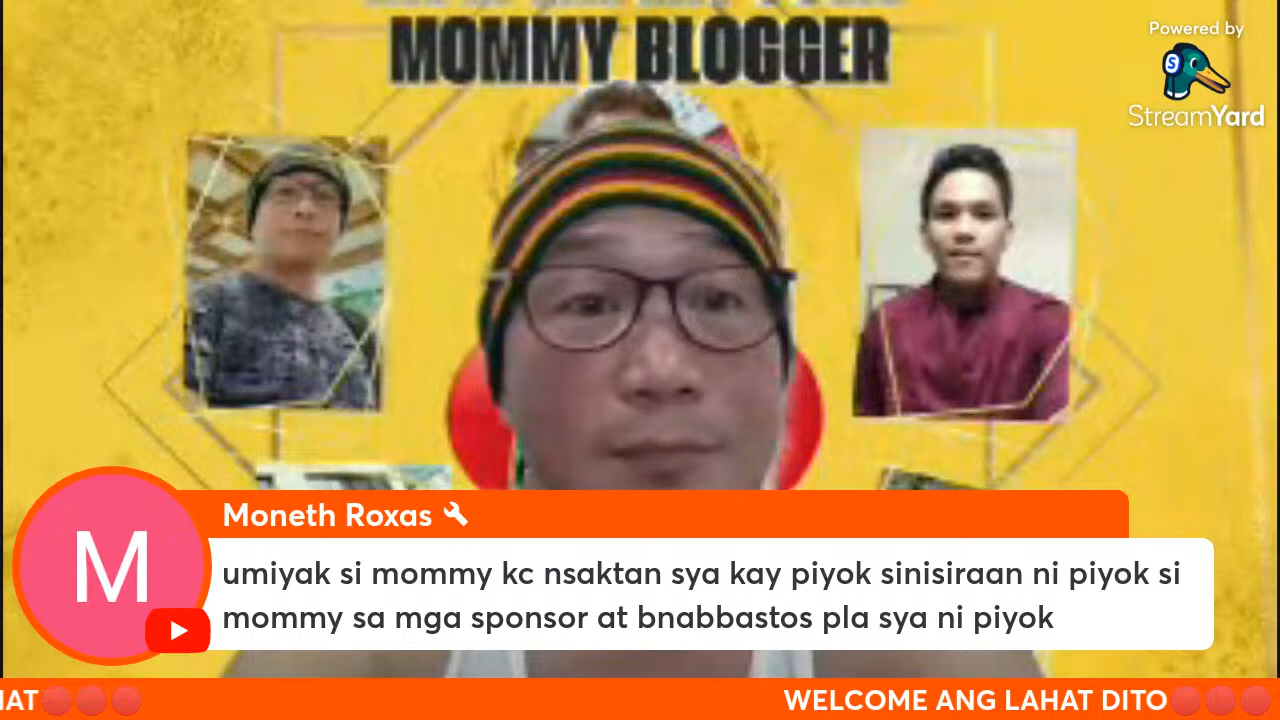 MOMMY BLOGGER
Powered by
StreamYard
Moneth Roxas
M
umiyak si mommy kc nsaktan sya kay piyok sinisiraan ni piyok si
mommy sa mga sponsor at bnabbastos pla sya ni piyok
HAT🔴🔴🔴 WELCOME ANG LAHAT DITO🔴🔴🔴